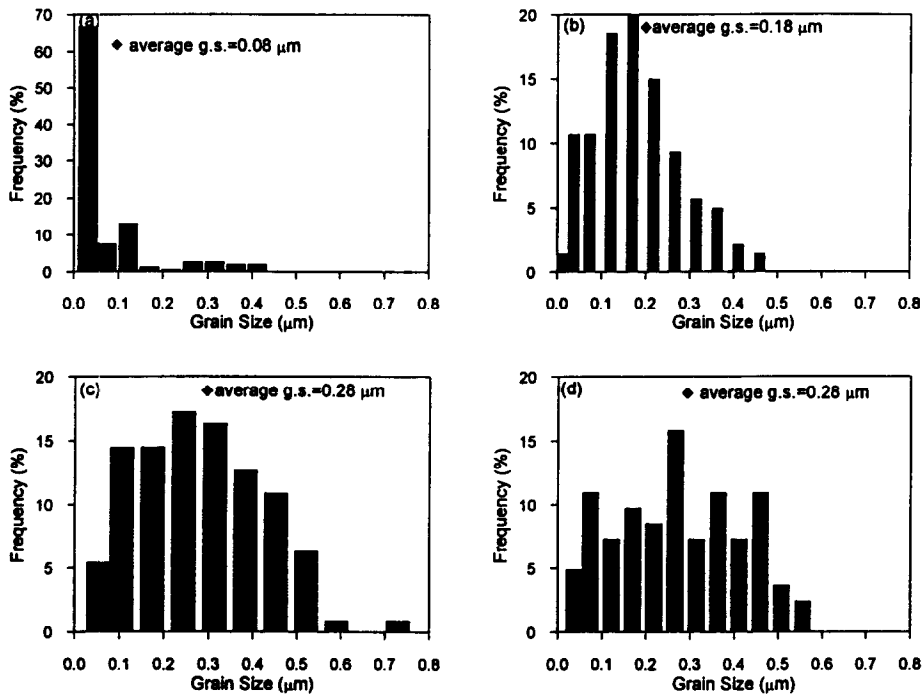 (a)
◆ average g.s.=0.08 µm
Frequency (%)
70
60
50
40
30
20
10
0
0.0 0.1 0.2 0.3 0.4 0.5 0.6 0.7 0.8
Grain Size (µm)
(b)
◆average g.s.=0.18 µm
Frequency (%)
20
15
10
5
0
0.0 0.1 0.2 0.3 0.4 0.5 0.6 0.7 0.8
Grain Size (µm)
(c)
◆average g.s.=0.28 µm
Frequency (%)
20
15
10
5
0
0.0 0.1 0.2 0.3 0.4 0.5 0.6 0.7 0.8
Grain Size (µm)
(d)
◆ average g.s.=0.28 µm
Frequency (%)
20
15
10
5
0
0.0 0.1 0.2 0.3 0.4 0.5 0.6 0.7 0.8
Grain Size (µm)